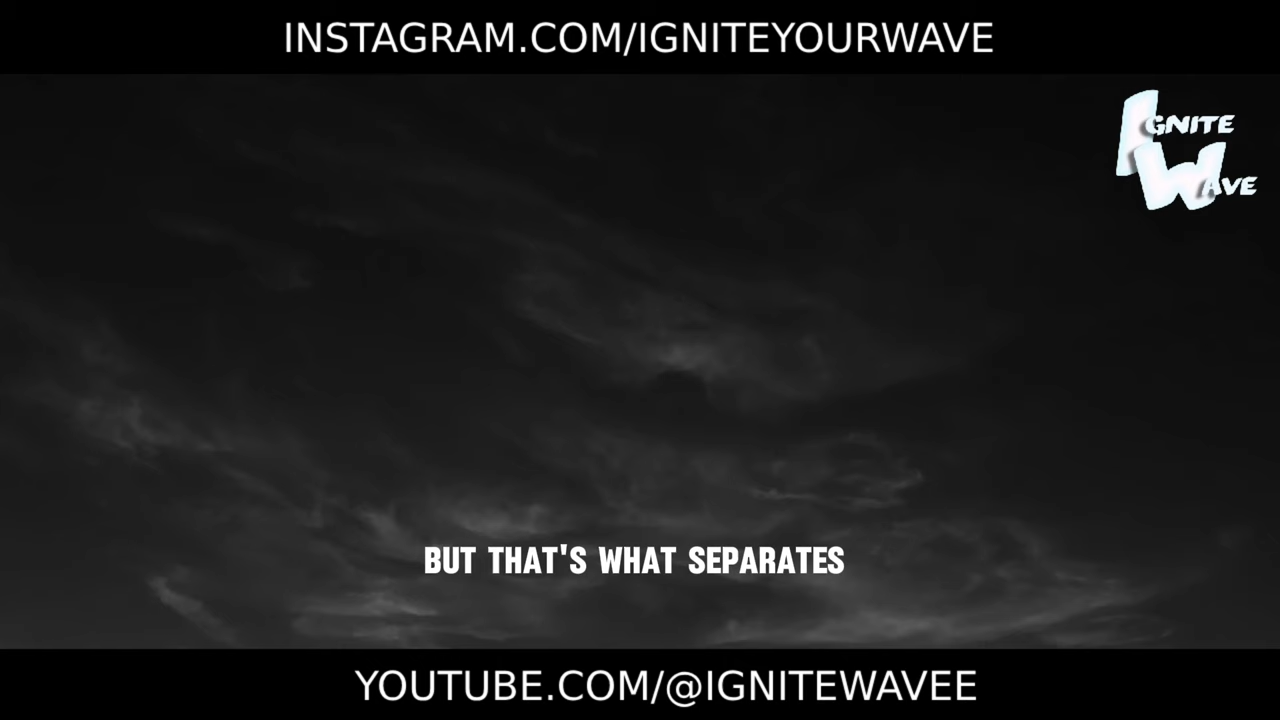 INSTAGRAM.COM/IGNITEYOURWAVE
IGNITE
WAVE
BUT THAT'S WHAT SEPARATES
YOUTUBE.COM/@IGNITEWAVEE